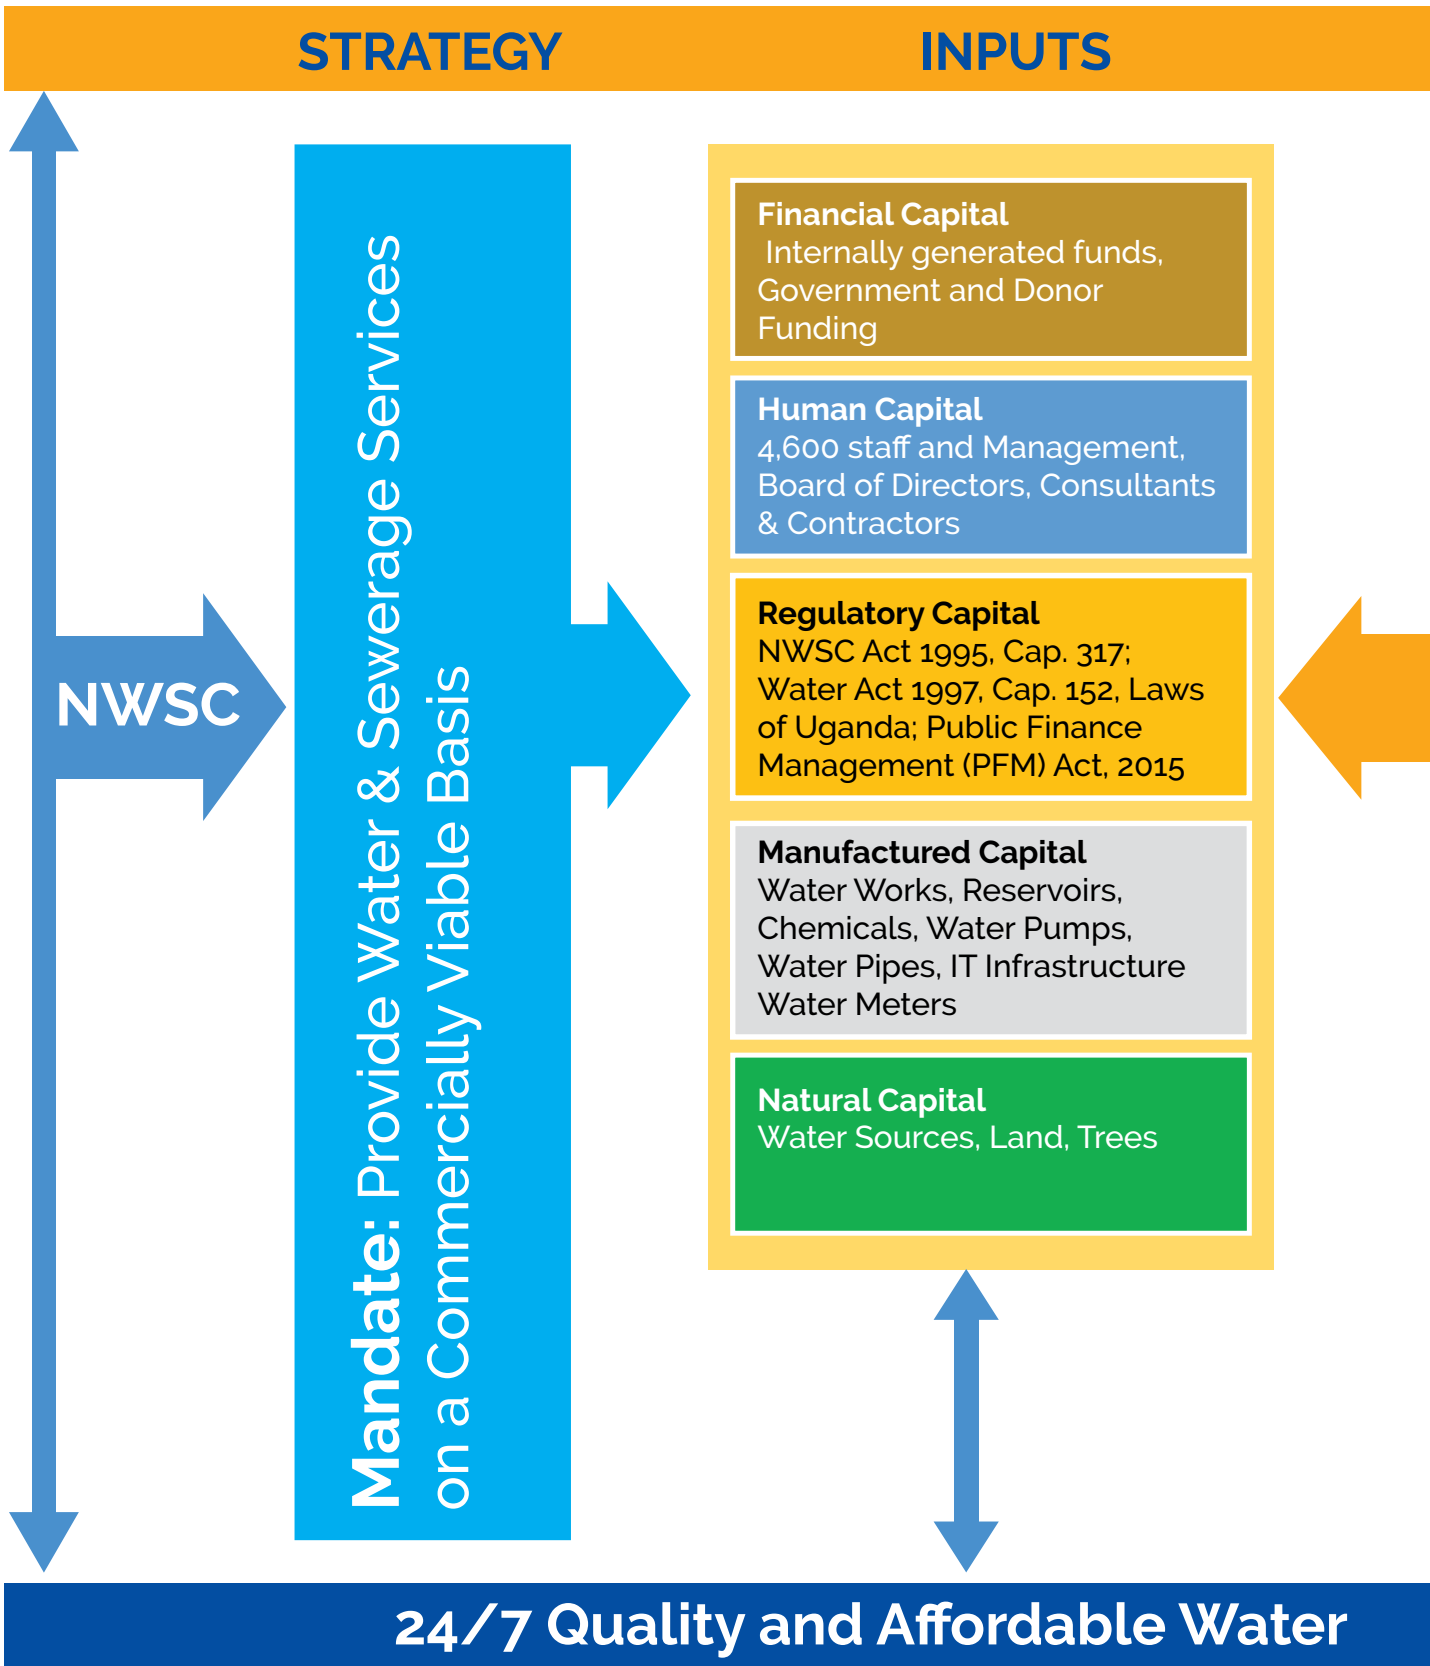 STRATEGY
INPUTS
NWSC
Mandate: Provide Water & Sewerage Services
on a Commercially Viable Basis
Financial Capital
Internally generated funds,
Government and Donor
Funding
Human Capital
4,600 staff and Management,
Board of Directors, Consultants
& Contractors
Regulatory Capital
NWSC Act 1995, Cap. 317;
Water Act 1997, Cap. 152, Laws
of Uganda; Public Finance
Management (PFM) Act, 2015
Manufactured Capital
Water Works, Reservoirs,
Chemicals, Water Pumps,
Water Pipes, IT Infrastructure
Water Meters
Natural Capital
Water Sources, Land, Trees
24/7 Quality and Affordable Water